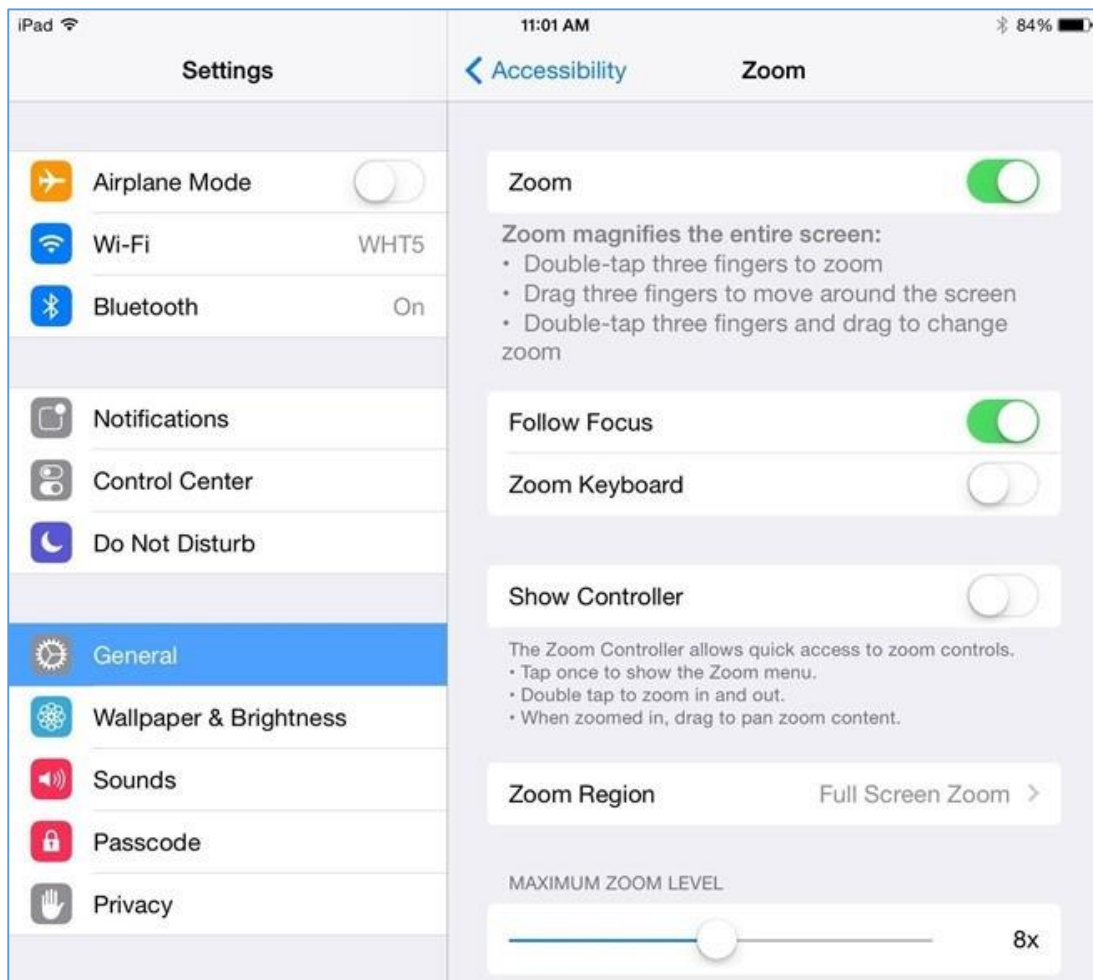 iPad 11:01 AM 84%
Settings
Airplane Mode
Wi-Fi WHT5
Bluetooth On
Notifications
Control Center
Do Not Disturb
General
Wallpaper & Brightness
Sounds
Passcode
Privacy
Accessibility Zoom
Zoom
Zoom magnifies the entire screen:
• Double-tap three fingers to zoom
• Drag three fingers to move around the screen
• Double-tap three fingers and drag to change
zoom
Follow Focus
Zoom Keyboard
Show Controller
The Zoom Controller allows quick access to zoom controls.
• Tap once to show the Zoom menu.
• Double tap to zoom in and out.
• When zoomed in, drag to pan zoom content.
Zoom Region Full Screen Zoom
MAXIMUM ZOOM LEVEL
8x